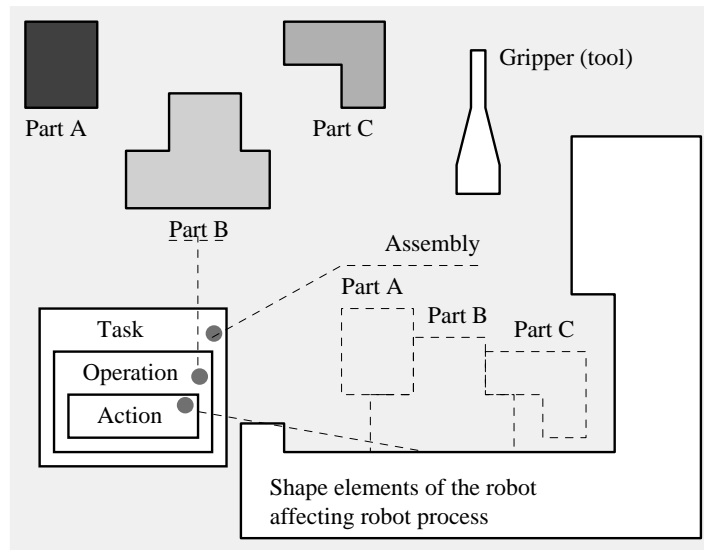 Gripper (tool)
Part A
Part C
Part B
Assembly
Part A
Part B
Part C
Task
Operation
Action
Shape elements of the robot
affecting robot process